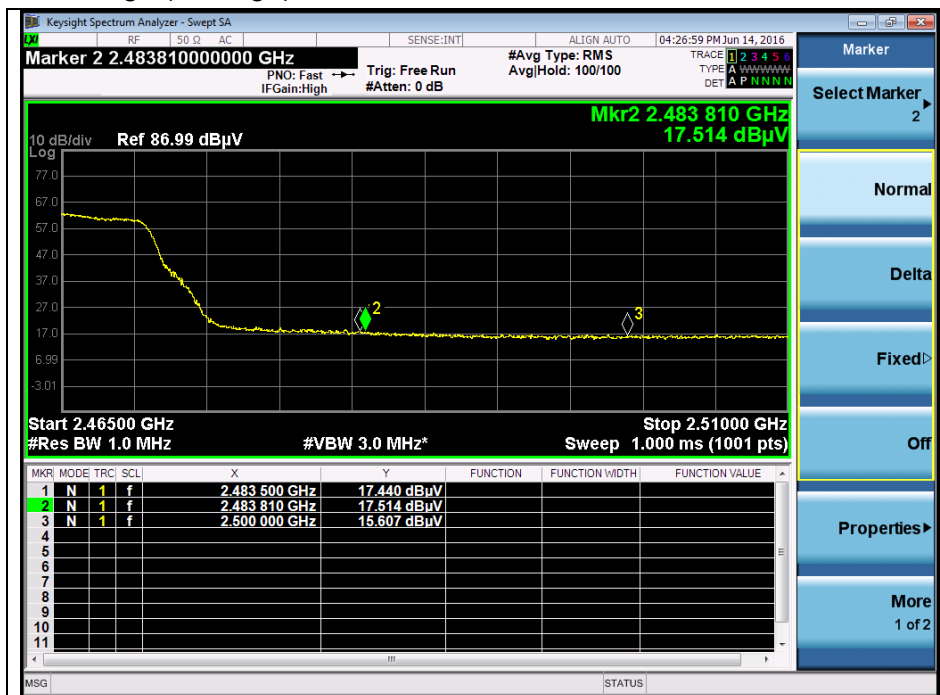 Keysight Spectrum Analyzer - Swept SA
LXI RF 50 Ω AC SENSE:INT ALIGN AUTO 04:26:59 PM Jun 14, 2016
Marker 2 2.483810000000 GHz #Avg Type: RMS TRACE 1 2 3 4 5 6
PNO: Fast Trig: Free Run Avg|Hold: 100/100 TYPE A WWWWW
IFGain:High #Atten: 0 dB DET A P N N N N
Mkr2 2.483 810 GHz
10 dB/div Ref 86.99 dBµV 17.514 dBµV
Log
77.0
67.0
57.0
47.0
37.0
27.0
2
3
17.0
6.99
-3.01
Start 2.46500 GHz Stop 2.51000 GHz
#Res BW 1.0 MHz #VBW 3.0 MHz* Sweep 1.000 ms (1001 pts)
MKR MODE TRC SCL X Y FUNCTION FUNCTION WIDTH FUNCTION VALUE
1 N 1 f 2.483 500 GHz 17.440 dBµV
2 N 1 f 2.483 810 GHz 17.514 dBµV
3 N 1 f 2.500 000 GHz 15.607 dBµV
4
5
6
7
8
9
10
11
MSG STATUS
Marker
Select Marker
2
Normal
Delta
Fixed
Off
Properties
More
1 of 2